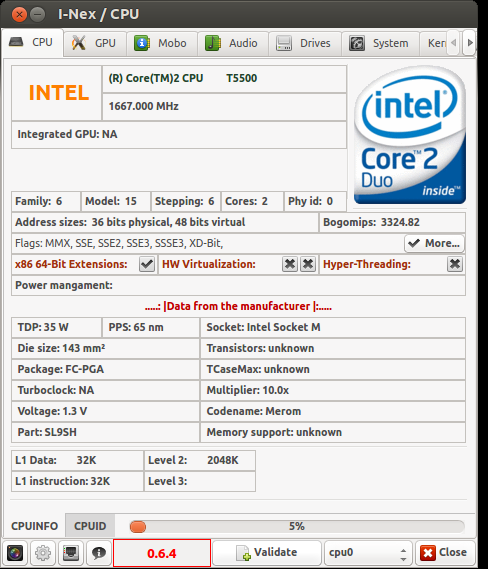 I-Nex / CPU
CPU GPU Mobo Audio Drives System Kern
INTEL
(R) Core(TM)2 CPU T5500
1667.000 MHz
Integrated GPU: NA
intel
Core™2
Duo
inside™
Family: 6 Model: 15 Stepping: 6 Cores: 2 Phy id: 0
Address sizes: 36 bits physical, 48 bits virtual Bogomips: 3324.82
Flags: MMX, SSE, SSE2, SSE3, SSSE3, XD-Bit, More...
x86 64-Bit Extensions: HW Virtualization: Hyper-Threading:
Power mangament:
.....: |Data from the manufacturer |:.....
TDP: 35 W PPS: 65 nm Socket: Intel Socket M
Die size: 143 mm² Transistors: unknown
Package: FC-PGA TCaseMax: unknown
Turboclock: NA Multiplier: 10.0x
Voltage: 1.3 V Codename: Merom
Part: SL9SH Memory support: unknown
L1 Data: 32K Level 2: 2048K
L1 instruction: 32K Level 3:
CPUINFO CPUID 5%
0.6.4 Validate cpu0 Close